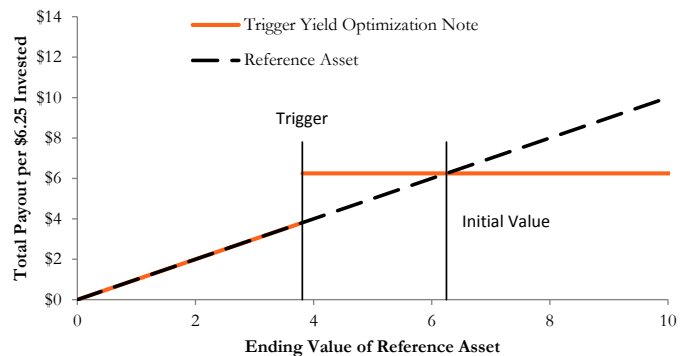 $14
Trigger Yield Optimization Note
$12
Reference Asset
$10
Trigger
$8
$6
Initial Value
$4
$2
$0
0 2 4 6 8 10
Total Payout per $6.25 Invested
Ending Value of Reference Asset